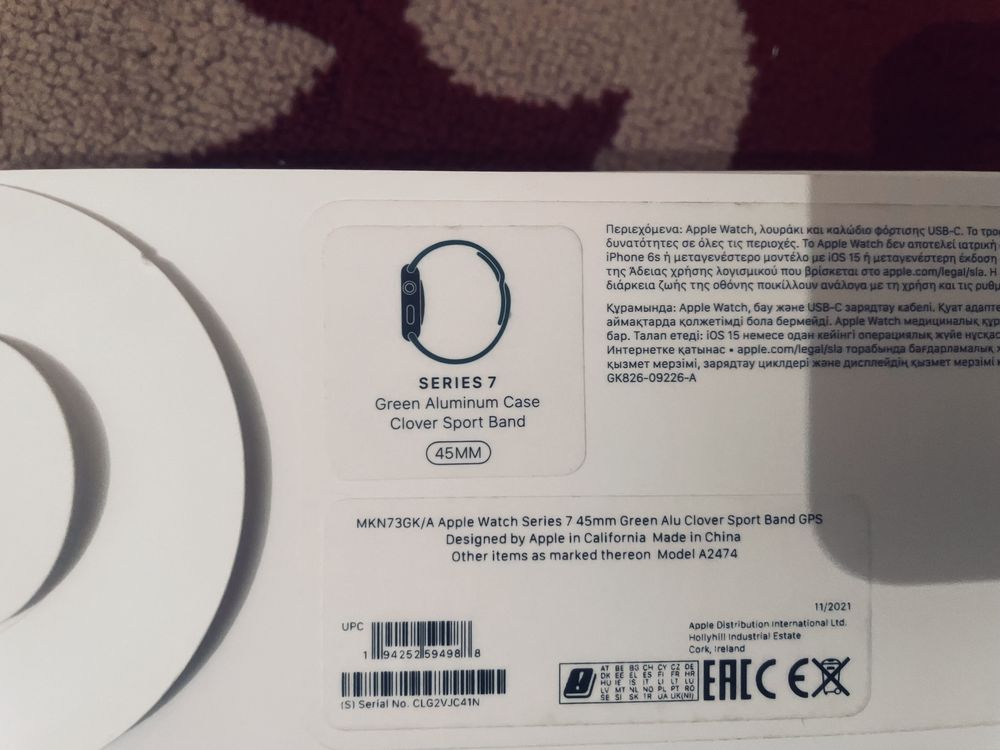 SERIES 7
Green Aluminum Case
Clover Sport Band
45MM
Περιεχόμενα: Apple Watch, λουράκι και καλώδιο φόρτισης USB-C. Το
δυνατότητες σε όλες τις περιοχές. Το Apple Watch δεν αποτελεί
iPhone 6s ή μεταγενέστερο μοντέλο με iOS 15 ή μεταγενέστερη έκδοση
της Άδειας χρήσης λογισμικού που βρίσκεται στο apple.com/legal/sla. Η
διάρκεια ζωής της οθόνης ποικίλλουν ανάλογα με τη χρήση και τις
Құрамында: Apple Watch, бау және USB-C зарядтау кабелі. Қуат
аймақтарда қолжетімді бола бермейді. Apple Watch медициналық
бар. Талап етеді: iOS 15 немесе одан кейінгі операциялық жүйе
Интернетке қатынас • apple.com/legal/sla торабында бағдарламалық
қызмет мерзімі, зарядтау циклдері және дисплейдің қызмет мерзімі
GK826-09226-A
MKN73GK/A Apple Watch Series 7 45mm Green Alu Clover Sport Band GPS
Designed by Apple in California Made in China
Other items as marked thereon Model A2474
11/2021
Apple Distribution International Ltd.
Hollyhill Industrial Estate
Cork, Ireland
UPC
1 94252 59498 8
(S) Serial No. CLG2VJC41N
AT BE BG CH CY CZ DE
DK EE EL ES FI FR HR
HU IE IS IT LI LT LU
LV MT NL NO PL PT RO
SE SI SK TR UA UK(NI)
EAC CE